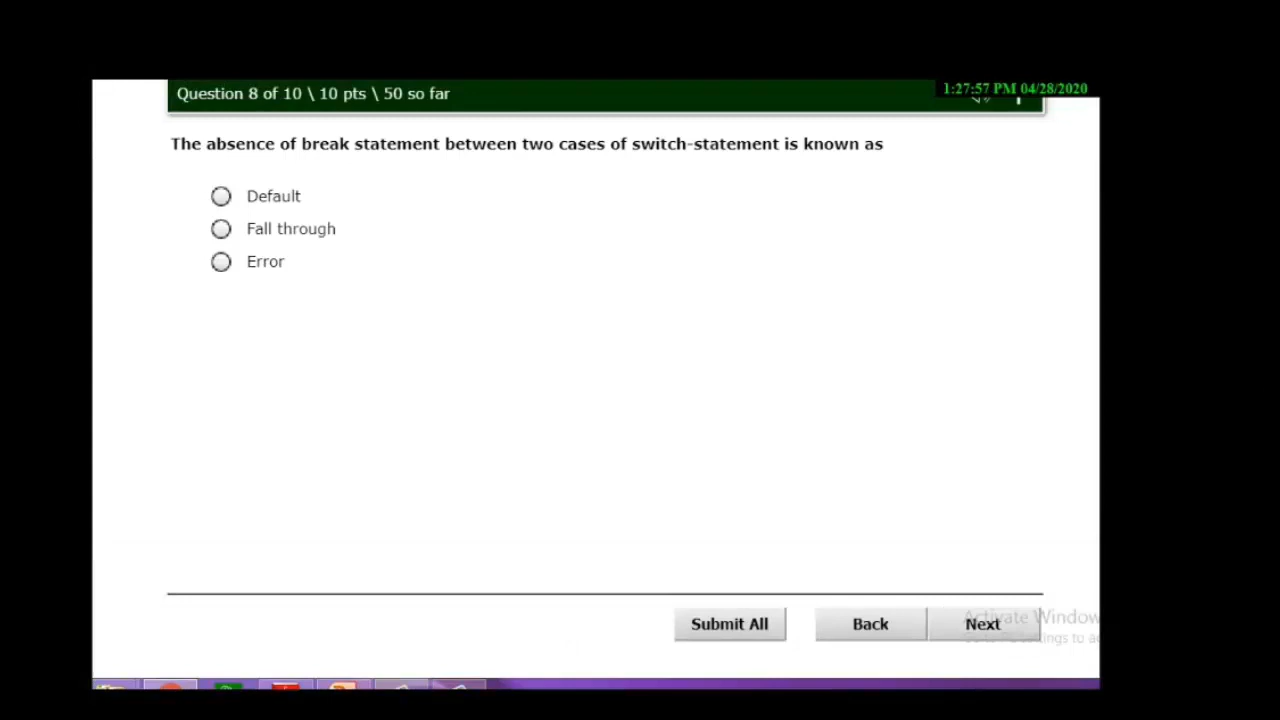 1:27:57 PM 04/28/2020
Question 8 of 10 \ 10 pts \ 50 so far
The absence of break statement between two cases of switch-statement is known as
Default
Fall through
Error
Submit All
Back
Next
Activate Window